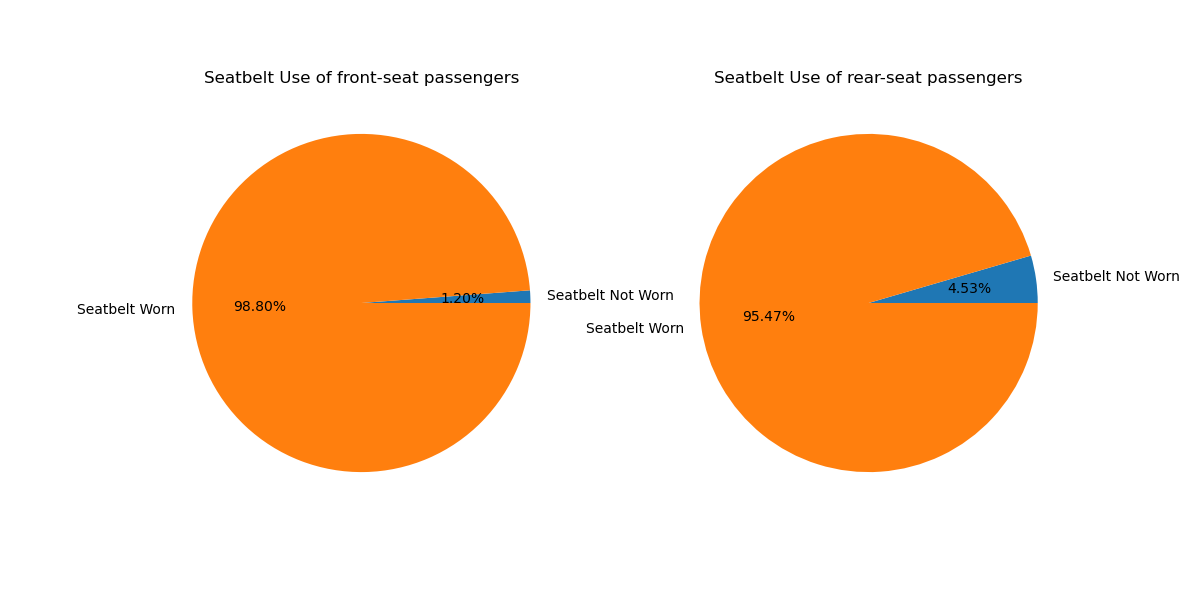 Seatbelt Use of front-seat passengers
Seatbelt Worn
98.80%
1.20%
Seatbelt Not Worn
Seatbelt Use of rear-seat passengers
Seatbelt Worn
95.47%
4.53%
Seatbelt Not Worn